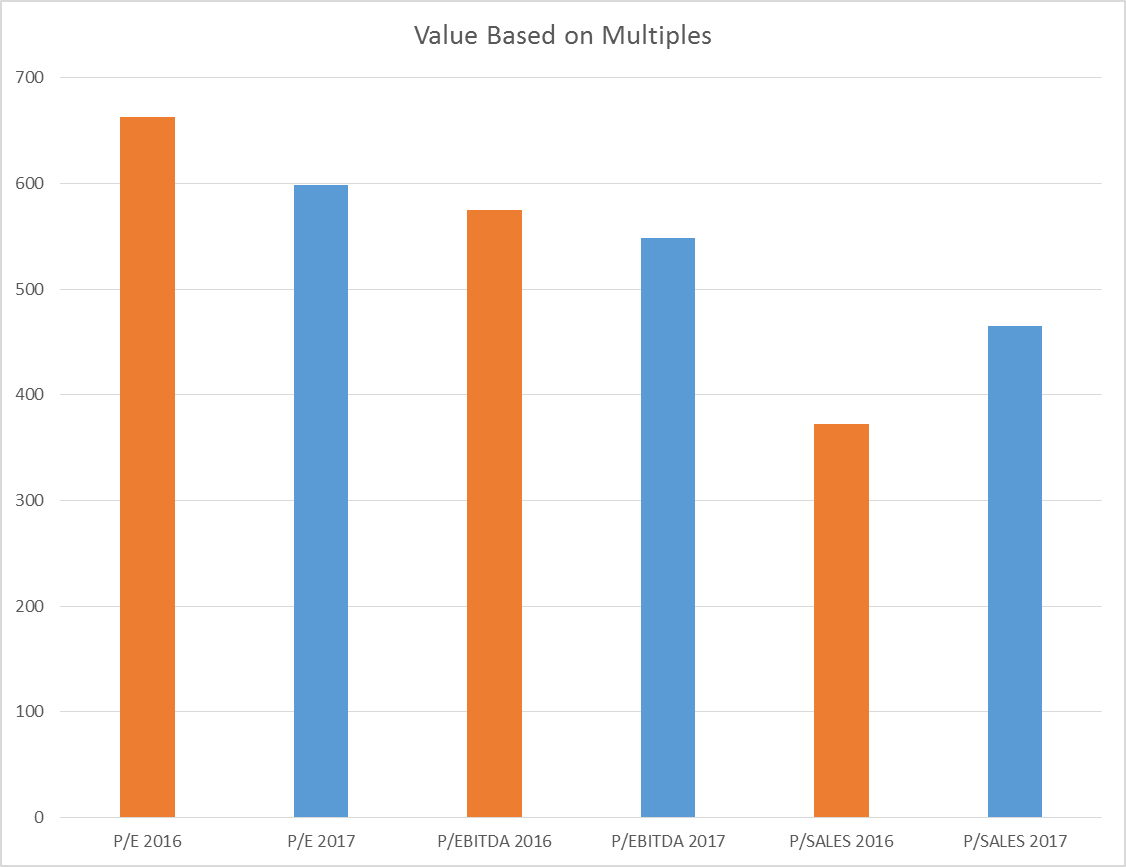 Value Based on Multiples
700
600
500
400
300
200
100
0
P/E 2016
P/E 2017
P/EBITDA 2016
P/EBITDA 2017
P/SALES 2016
P/SALES 2017